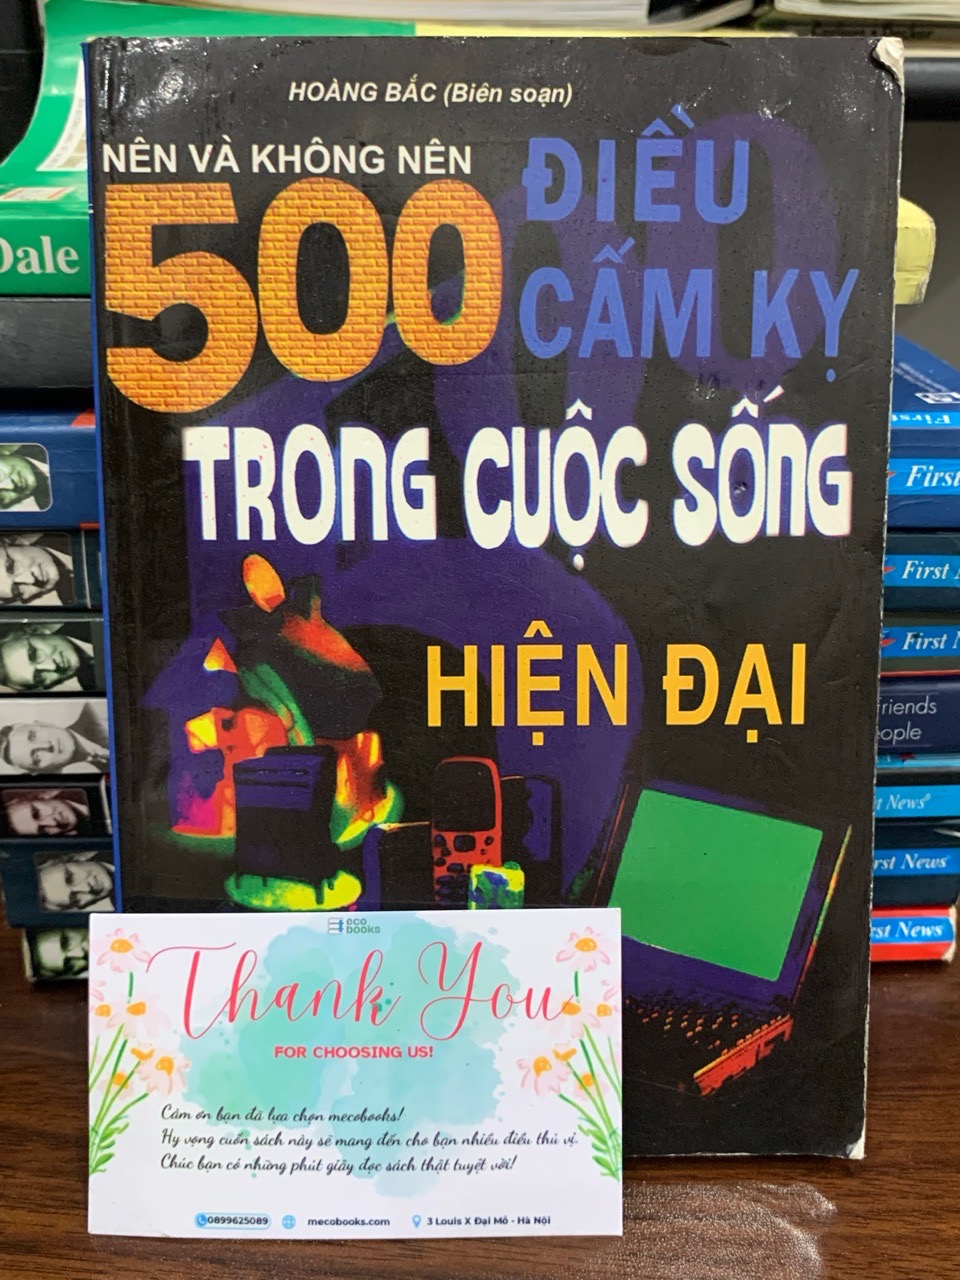 HOÀNG BẮC (Biên soạn)
NÊN VÀ KHÔNG NÊN
500
ĐIỀU
CẤM KỴ
TRONG CUỘC SỐNG
HIỆN ĐẠI
Dale
First
First
First N
First N
riends
eople
t News
rst News
rst News
eco
books
Thank You
FOR CHOOSING US!
Cảm ơn bạn đã lựa chọn mecobooks!
Hy vọng cuốn sách này sẽ mang đến cho bạn nhiều điều thú vị.
Chúc bạn có những phút giây đọc sách thật tuyệt vời!
0899625089
mecobooks.com
3 Louis X Đại Mỗ - Hà Nội